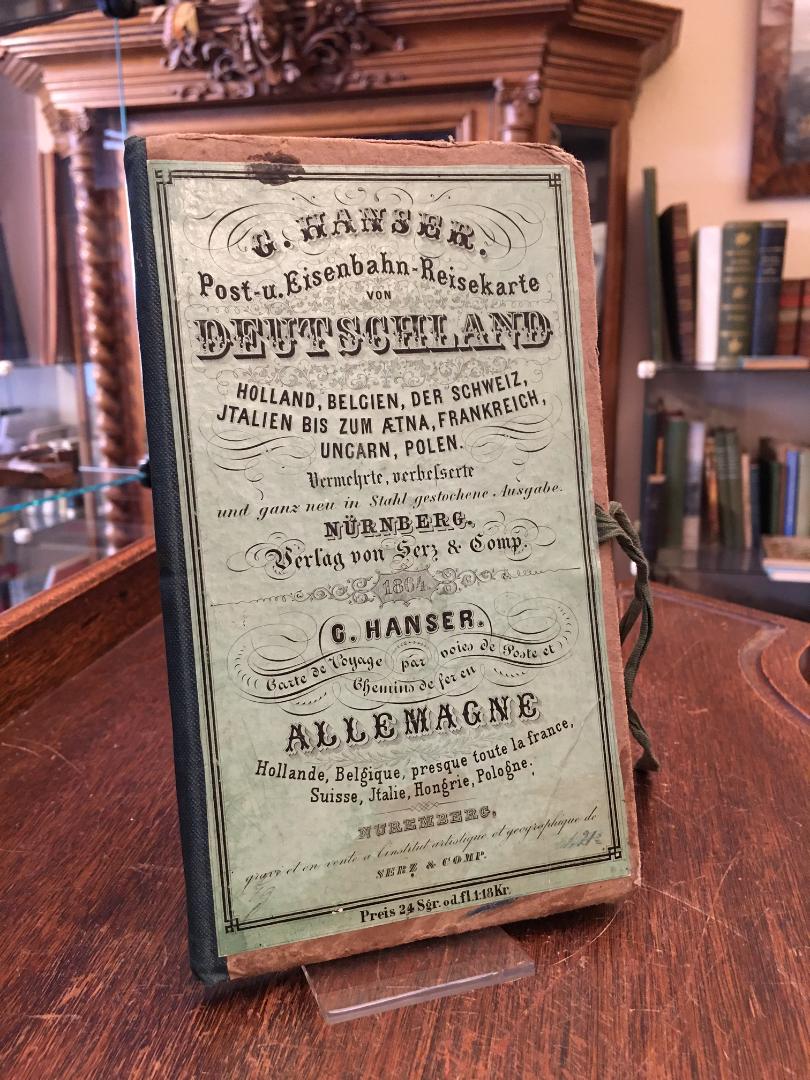 G. HANSER.
Post-u. Eisenbahn-Reisekarte
VON
DEUTSCHLAND
HOLLAND, BELGIEN, DER SCHWEIZ,
JTALIEN BIS ZUM ÆTNA, FRANKREICH,
UNGARN, POLEN.
Vermehrte, verbesserte
und ganz neu in Stahl gestochene Ausgabe.
NÜRNBERG,
Verlag von Serz & Comp.
1864.
G. HANSER.
Carte de Voyage par voies de Poste et
Chemins de fer en
ALLEMAGNE
Hollande, Belgique, presque toute la france,
Suisse, Jtalie, Hongrie, Pologne.
NUREMBERG,
gravé et en vente a l'institut artistique et geographique de
SERZ & COMP.
Preis 24 Sgr. od. fl. 1:18 Kr.